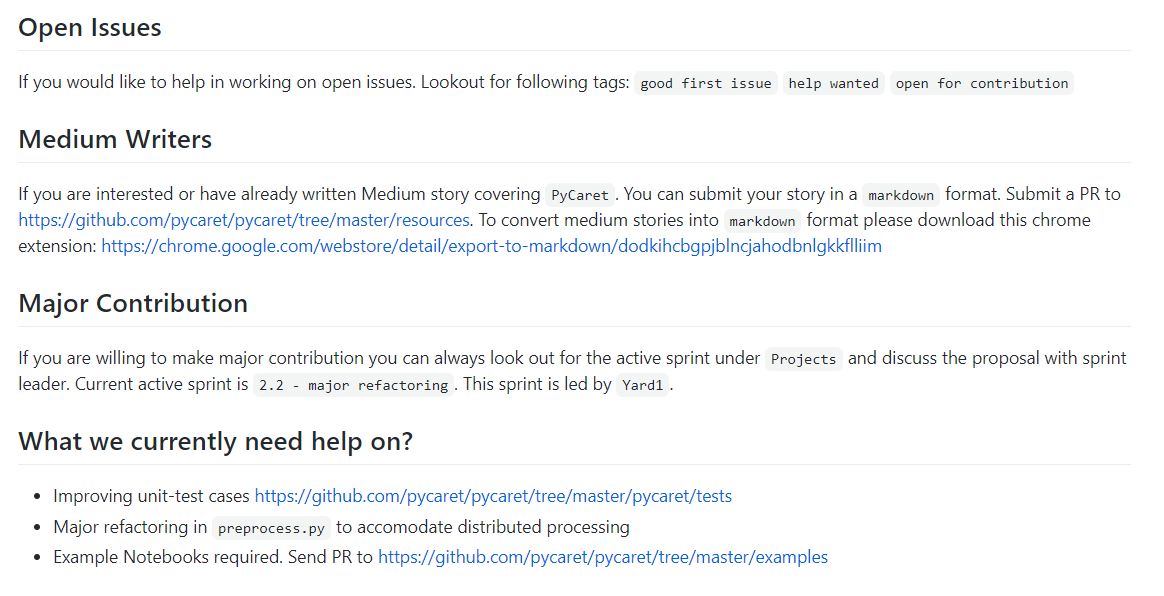 Open Issues
If you would like to help in working on open issues. Lookout for following tags: good first issue help wanted open for contribution
Medium Writers
If you are interested or have already written Medium story covering PyCaret . You can submit your story in a markdown format. Submit a PR to
https://github.com/pycaret/pycaret/tree/master/resources. To convert medium stories into markdown format please download this chrome
extension: https://chrome.google.com/webstore/detail/export-to-markdown/dodkihcbgpjblncjahodbnlgkkflliim
Major Contribution
If you are willing to make major contribution you can always look out for the active sprint under Projects and discuss the proposal with sprint
leader. Current active sprint is 2.2 - major refactoring . This sprint is led by Yard1 .
What we currently need help on?
• Improving unit-test cases https://github.com/pycaret/pycaret/tree/master/pycaret/tests
• Major refactoring in preprocess.py to accomodate distributed processing
• Example Notebooks required. Send PR to https://github.com/pycaret/pycaret/tree/master/examples